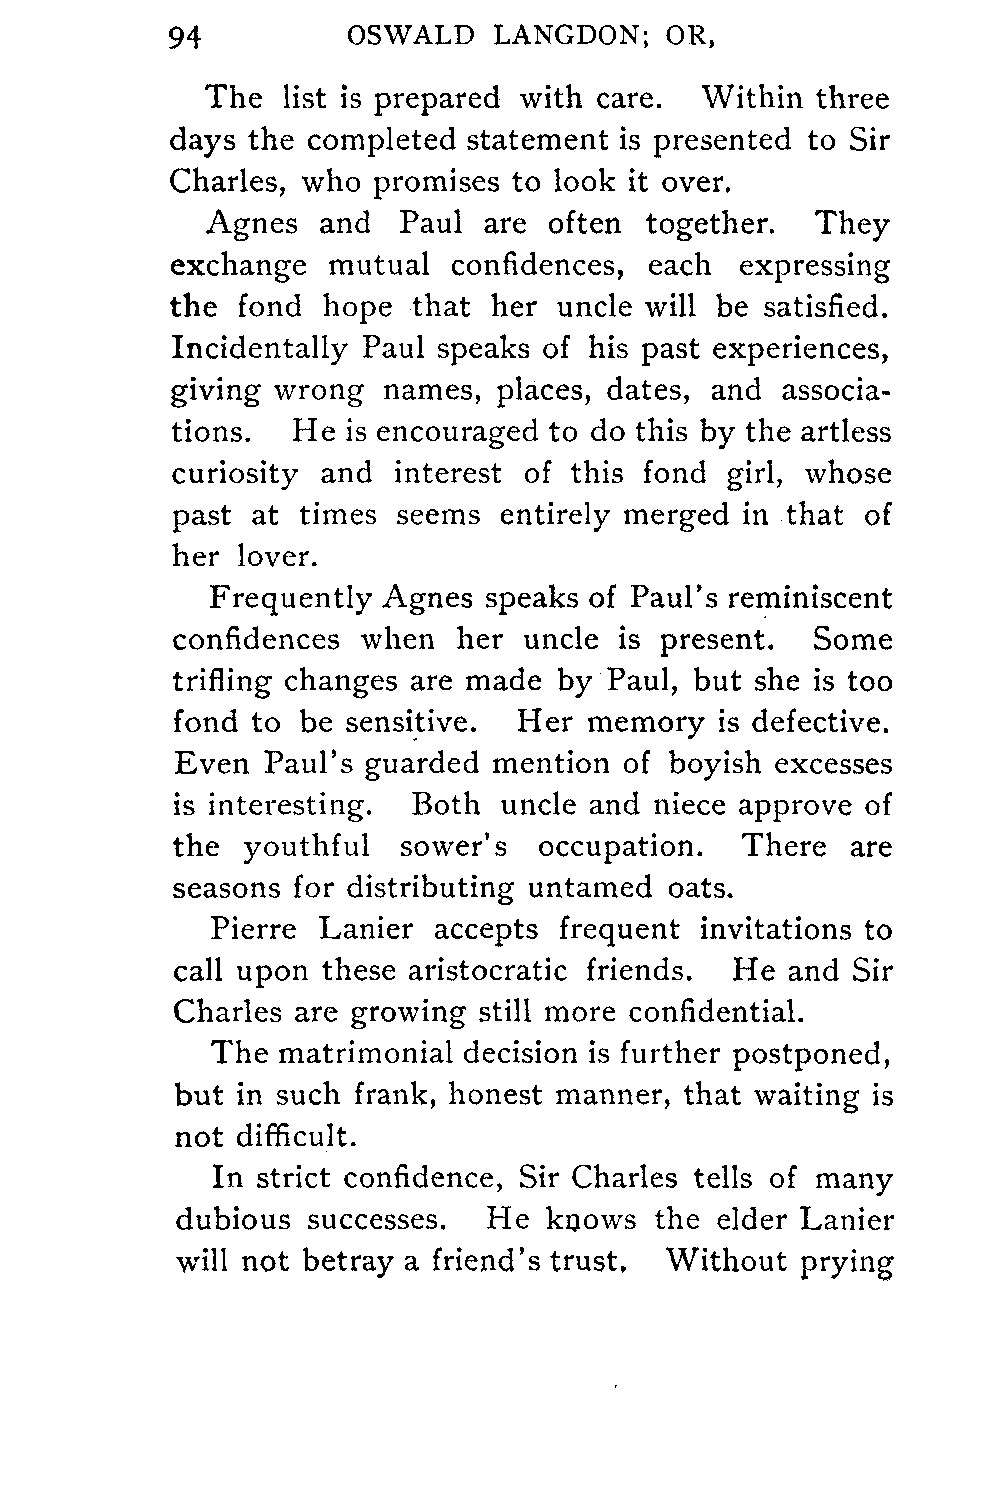 94 OSWALD LANGDON; OR,
The list is prepared with care. Within three
days the completed statement is presented to Sir
Charles, who promises to look it over.
Agnes and Paul are often together. They
exchange mutual confidences, each expressing
the fond hope that her uncle will be satisfied.
Incidentally Paul speaks of his past experiences,
giving wrong names, places, dates, and associa-
tions. He is encouraged to do this by the artless
curiosity and interest of this fond girl, whose
past at times seems entirely merged in that of
her lover.
Frequently Agnes speaks of Paul's reminiscent
confidences when her uncle is present. Some
trifling changes are made by Paul, but she is too
fond to be sensitive. Her memory is defective.
Even Paul's guarded mention of boyish excesses
is interesting. Both uncle and niece approve of
the youthful sower's occupation. There are
seasons for distributing untamed oats.
Pierre Lanier accepts frequent invitations to
call upon these aristocratic friends. He and Sir
Charles are growing still more confidential.
The matrimonial decision is further postponed,
but in such frank, honest manner, that waiting is
not difficult.
In strict confidence, Sir Charles tells of many
dubious successes. He knows the elder Lanier
will not betray a friend's trust. Without prying